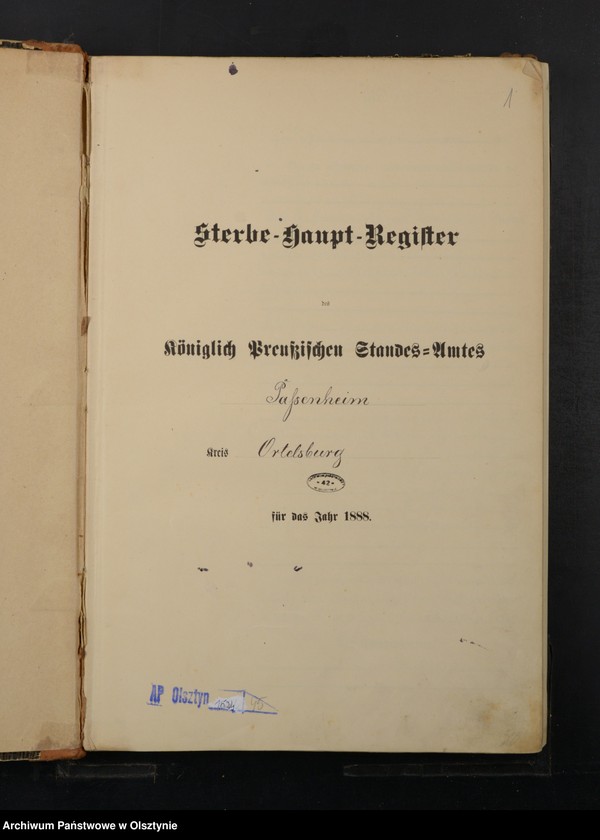 1
Sterbe-Haupt-Register
des
Königlich Preußischen Standes=Amtes
Paßenheim
Kreis Ortelsburg
• 42 •
für das Jahr 1888.
AP Olsztyn
Archiwum Państwowe w Olsztynie